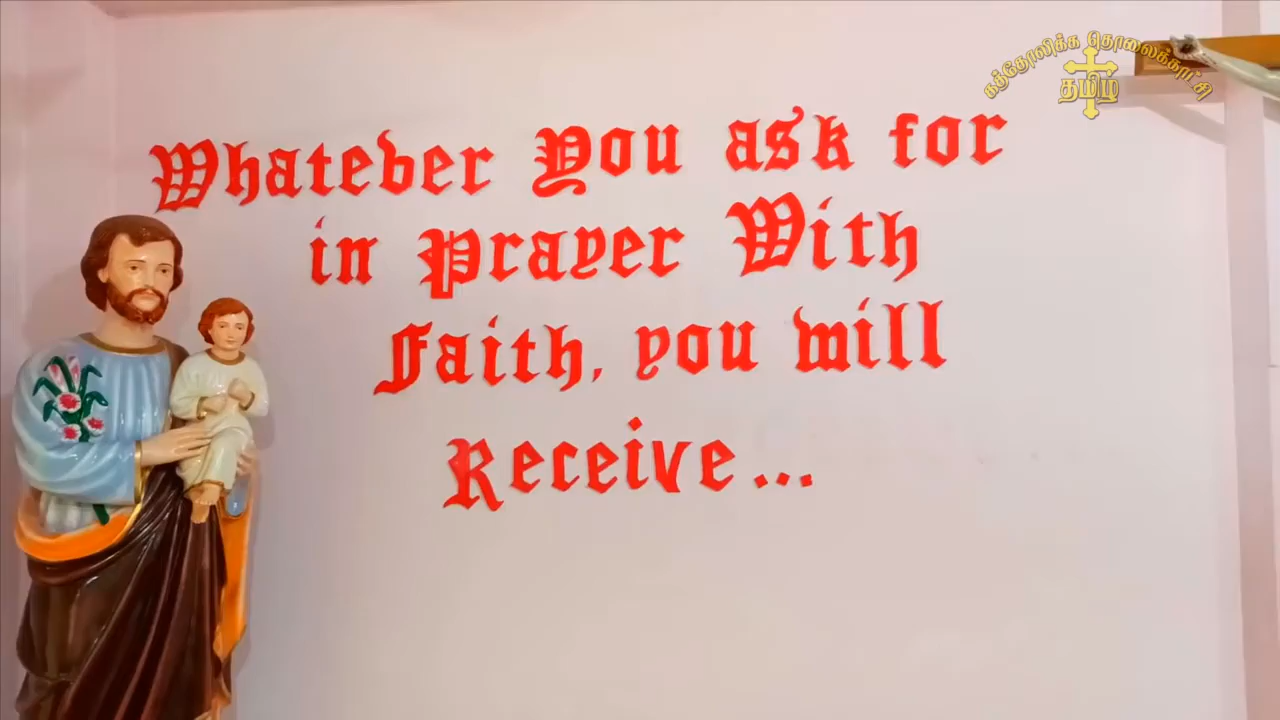 Whatever You ask for
in Prayer With
Faith, you will
Receive...
கத்தோலிக்க தொலைக்காட்சி
தமிழ்